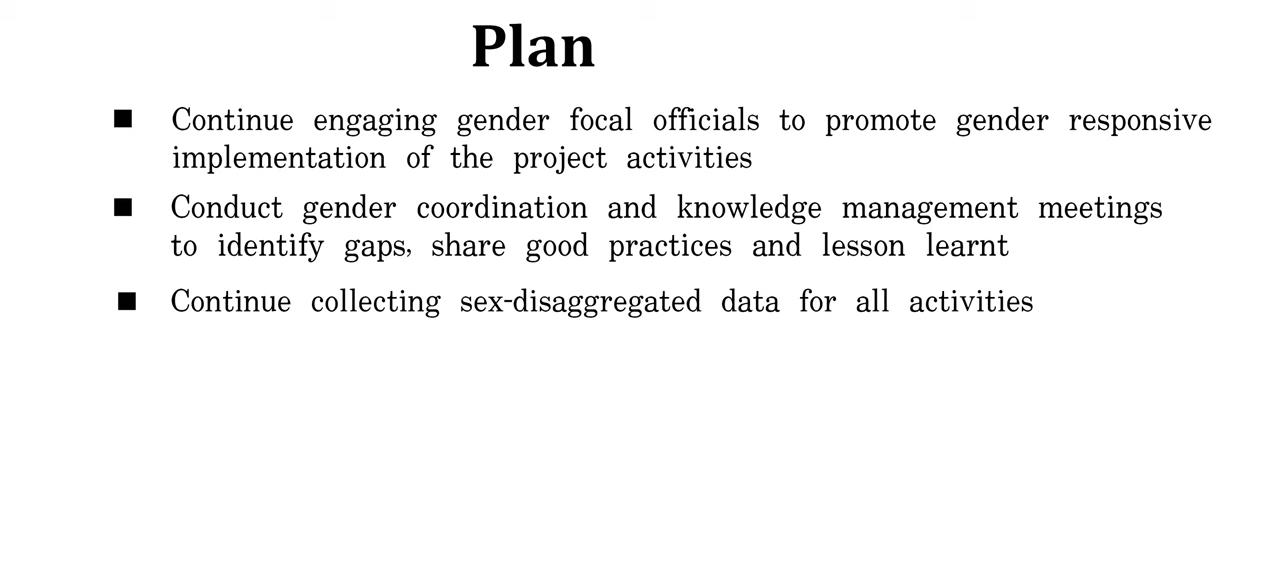 Plan
■ Continue engaging gender focal officials to promote gender responsive
implementation of the project activities
■ Conduct gender coordination and knowledge management meetings
to identify gaps, share good practices and lesson learnt
■ Continue collecting sex-disaggregated data for all activities